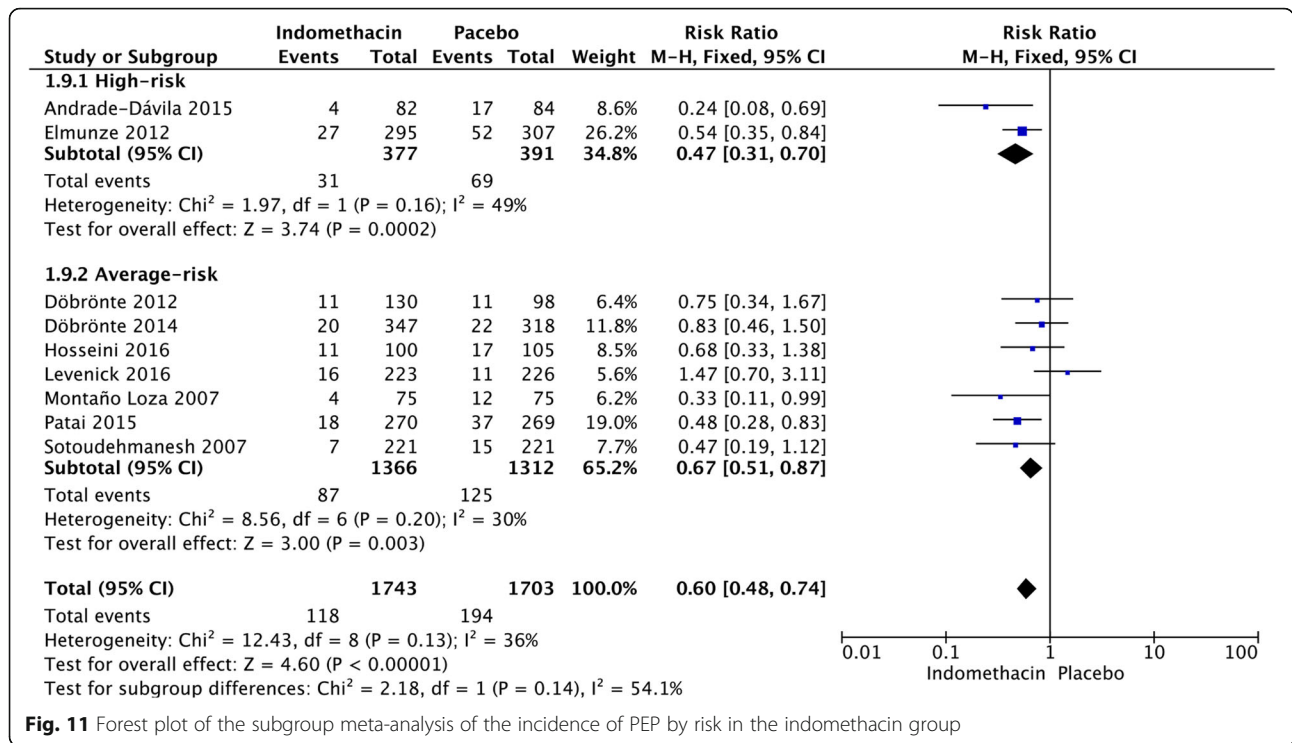 Indomethacin Placebo Risk Ratio Risk Ratio
Study or Subgroup Events Total Events Total Weight M-H, Fixed, 95% CI M-H, Fixed, 95% CI
1.9.1 High-risk
Andrade-Dávila 2015 4 82 17 84 8.6% 0.24 [0.08, 0.69]
Elmunze 2012 27 295 52 307 26.2% 0.54 [0.35, 0.84]
Subtotal (95% CI) 377 391 34.8% 0.47 [0.31, 0.70]
Total events 31 69
Heterogeneity: Chi² = 1.97, df = 1 (P = 0.16); I² = 49%
Test for overall effect: Z = 3.74 (P = 0.0002)
1.9.2 Average-risk
Döbrönte 2012 11 130 11 98 6.4% 0.75 [0.34, 1.67]
Döbrönte 2014 20 347 22 318 11.8% 0.83 [0.46, 1.50]
Hosseini 2016 11 100 17 105 8.5% 0.68 [0.33, 1.38]
Levenick 2016 16 223 11 226 5.6% 1.47 [0.70, 3.11]
Montaño Loza 2007 4 75 12 75 6.2% 0.33 [0.11, 0.99]
Patai 2015 18 270 37 269 19.0% 0.48 [0.28, 0.83]
Sotoudehmanesh 2007 7 221 15 221 7.7% 0.47 [0.19, 1.12]
Subtotal (95% CI) 1366 1312 65.2% 0.67 [0.51, 0.87]
Total events 87 125
Heterogeneity: Chi² = 8.56, df = 6 (P = 0.20); I² = 30%
Test for overall effect: Z = 3.00 (P = 0.003)
Total (95% CI) 1743 1703 100.0% 0.60 [0.48, 0.74]
Total events 118 194
Heterogeneity: Chi² = 12.43, df = 8 (P = 0.13); I² = 36%
Test for overall effect: Z = 4.60 (P < 0.00001)
Test for subgroup differences: Chi² = 2.18, df = 1 (P = 0.14), I² = 54.1%
0.01 0.1 1 10 100
Indomethacin Placebo
Fig. 11 Forest plot of the subgroup meta-analysis of the incidence of PEP by risk in the indomethacin group